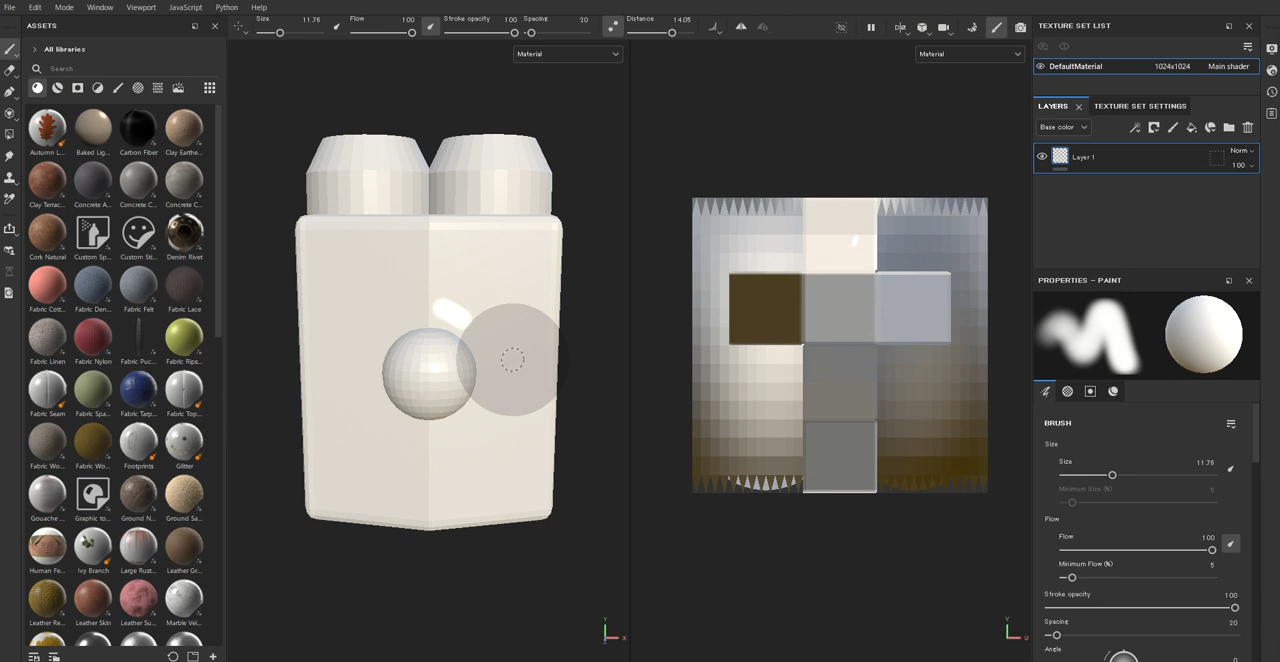 File Edit Mode Window Viewport JavaScript Python Help
ASSETS
Size 11.76 Flow 100 Stroke opacity 100 Spacing 20 Distance 14.05
TEXTURE SET LIST
All libraries
Search
Material
Material
DefaultMaterial 1024x1024 Main shader
LAYERS TEXTURE SET SETTINGS
Base color
Layer 1 Norm
100
Autumn L... Baked Lig... Carbon Fiber Clay Earthe...
Clay Terrac... Concrete A... Concrete C... Concrete C...
Cork Natural Custom Sp... Custom Sti... Denim Rivet
Fabric Cott... Fabric Den... Fabric Felt Fabric Lace
Fabric Linen Fabric Nylon Fabric Puc... Fabric Rips...
Fabric Seam Fabric Spa... Fabric Tarp... Fabric Top...
Fabric Wo... Fabric Wo... Footprints Glitter
Gouache ... Graphic to... Ground N... Ground Sa...
Human Fe... Ivy Branch Large Rust... Leather Gr...
Leather Re... Leather Skin Leather Su... Marble Vei...
PROPERTIES - PAINT
BRUSH
Size
Size 11.76
Minimum Size (%) 5
Flow
Flow 100
Minimum Flow (%) 5
Stroke opacity 100
Spacing 20
Angle 0
Y
X
Y
U